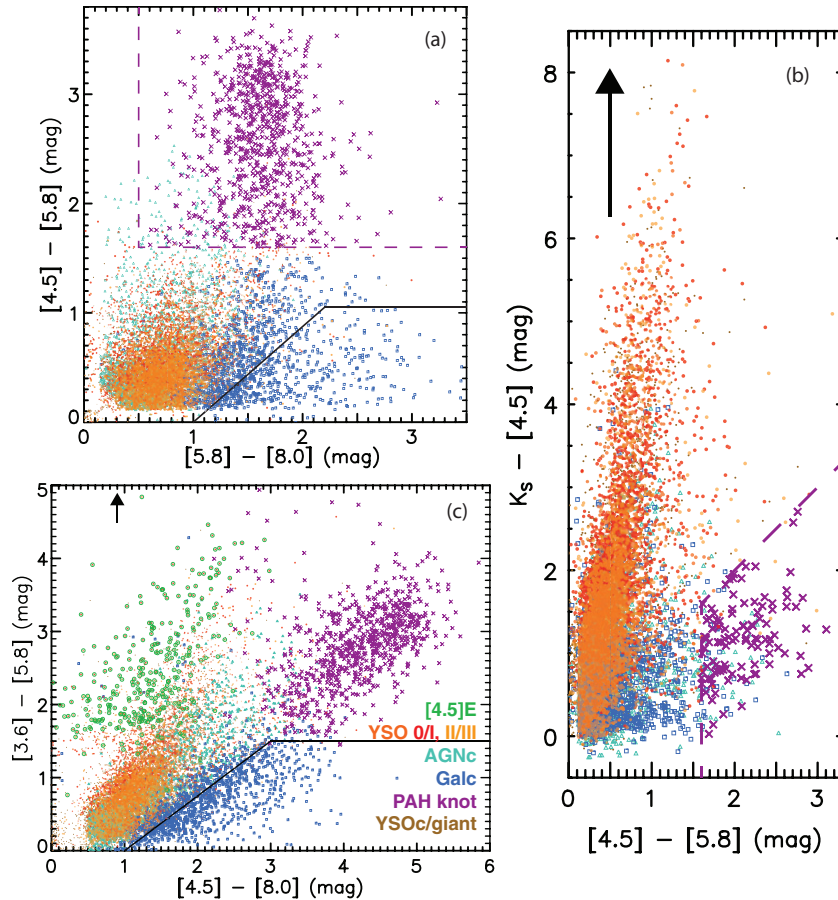 (a)
[4.5] − [5.8] (mag)
3
2
1
0
0 1 2 3
[5.8] − [8.0] (mag)
(b)
K_s − [4.5] (mag)
8
6
4
2
0
0 1 2 3
[4.5] − [5.8] (mag)
(c)
[3.6] − [5.8] (mag)
5
4
3
2
1
0
[4.5]E
YSO 0/I, II/III
AGNc
Galc
PAH knot
YSOc/giant
0 1 2 3 4 5 6
[4.5] − [8.0] (mag)